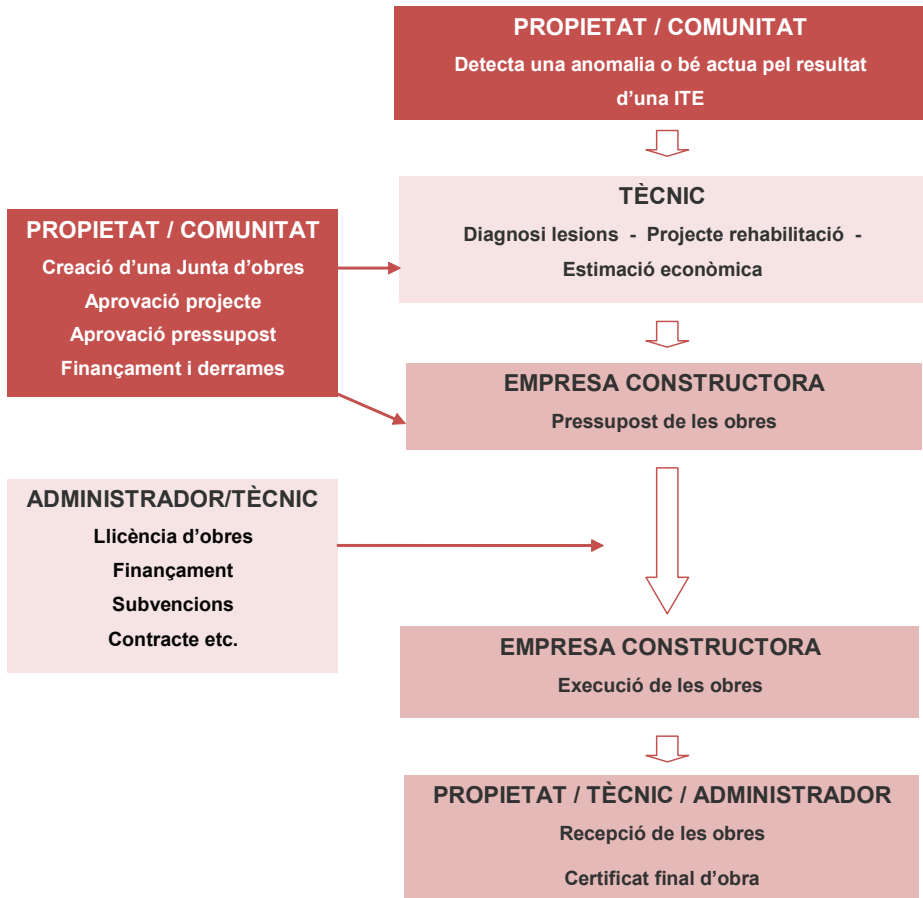 PROPIETAT / COMUNITAT
Detecta una anomalia o bé actua pel resultat
d’una ITE
TÈCNIC
Diagnosi lesions - Projecte rehabilitació -
Estimació econòmica
PROPIETAT / COMUNITAT
Creació d’una Junta d’obres
Aprovació projecte
Aprovació pressupost
Finançament i derrames
EMPRESA CONSTRUCTORA
Pressupost de les obres
ADMINISTRADOR/TÈCNIC
Llicència d’obres
Finançament
Subvencions
Contracte etc.
EMPRESA CONSTRUCTORA
Execució de les obres
PROPIETAT / TÈCNIC / ADMINISTRADOR
Recepció de les obres
Certificat final d’obra